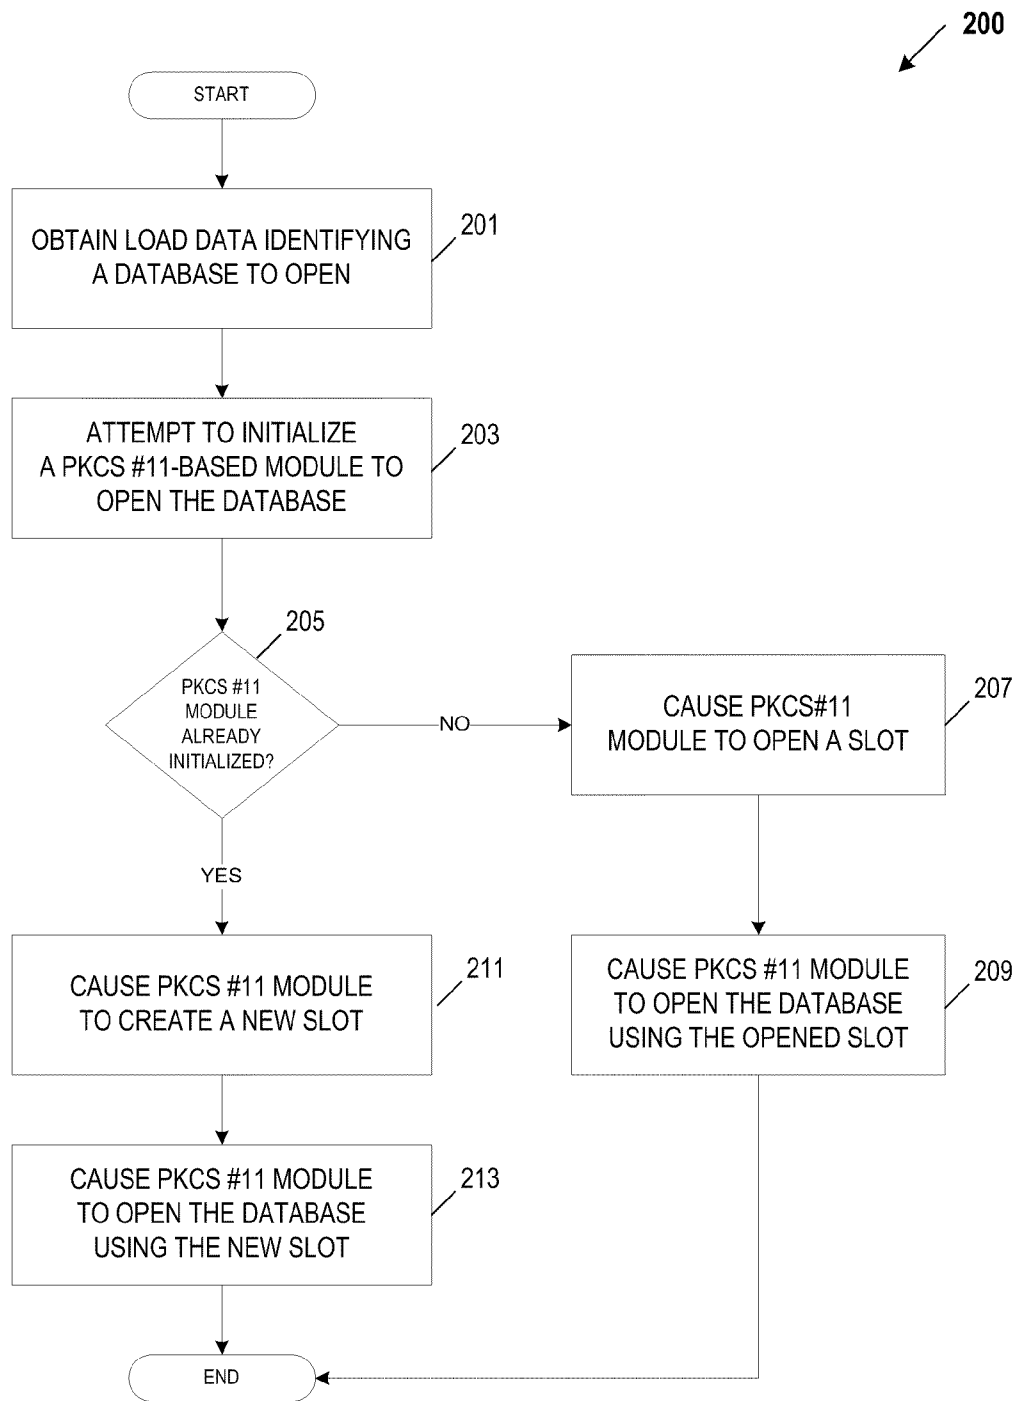 200
START
OBTAIN LOAD DATA IDENTIFYING
A DATABASE TO OPEN
201
ATTEMPT TO INITIALIZE
A PKCS #11-BASED MODULE TO
OPEN THE DATABASE
203
205
PKCS #11
MODULE
ALREADY
INITIALIZED?
NO
CAUSE PKCS#11
MODULE TO OPEN A SLOT
207
YES
CAUSE PKCS #11 MODULE
TO CREATE A NEW SLOT
211
CAUSE PKCS #11 MODULE
TO OPEN THE DATABASE
USING THE OPENED SLOT
209
CAUSE PKCS #11 MODULE
TO OPEN THE DATABASE
USING THE NEW SLOT
213
END